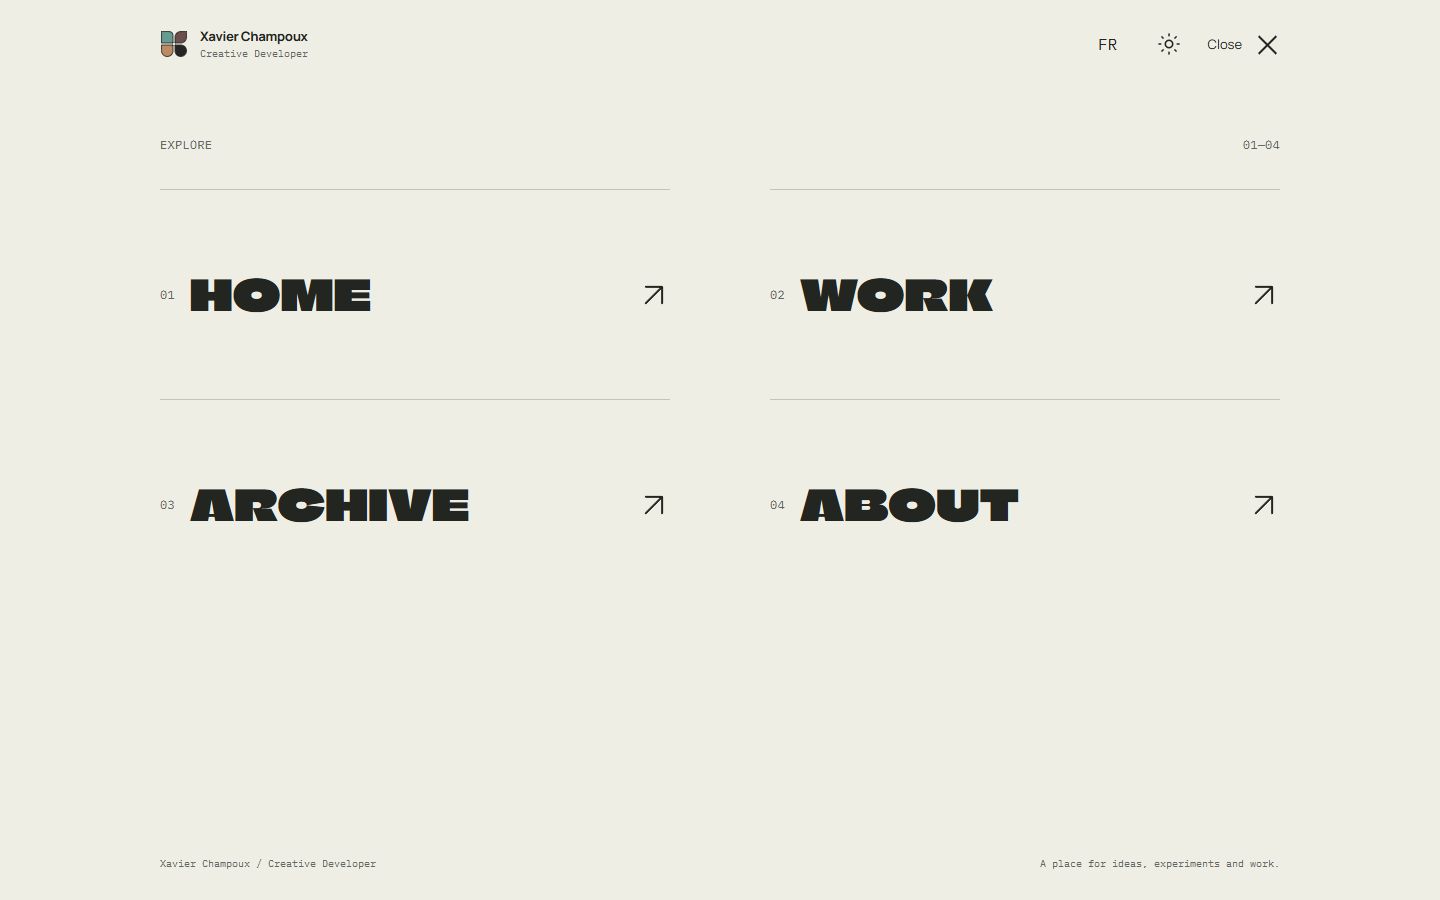 Xavier Champoux
Creative Developer
FR
Close
EXPLORE
01—04
01 HOME
02 WORK
03 ARCHIVE
04 ABOUT
Xavier Champoux / Creative Developer
A place for ideas, experiments and work.